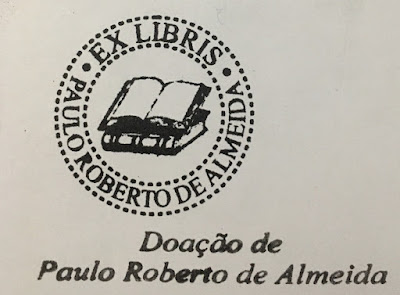 EX LIBRIS
PAULO ROBERTO DE ALMEIDA
Doação de
Paulo Roberto de Almeida